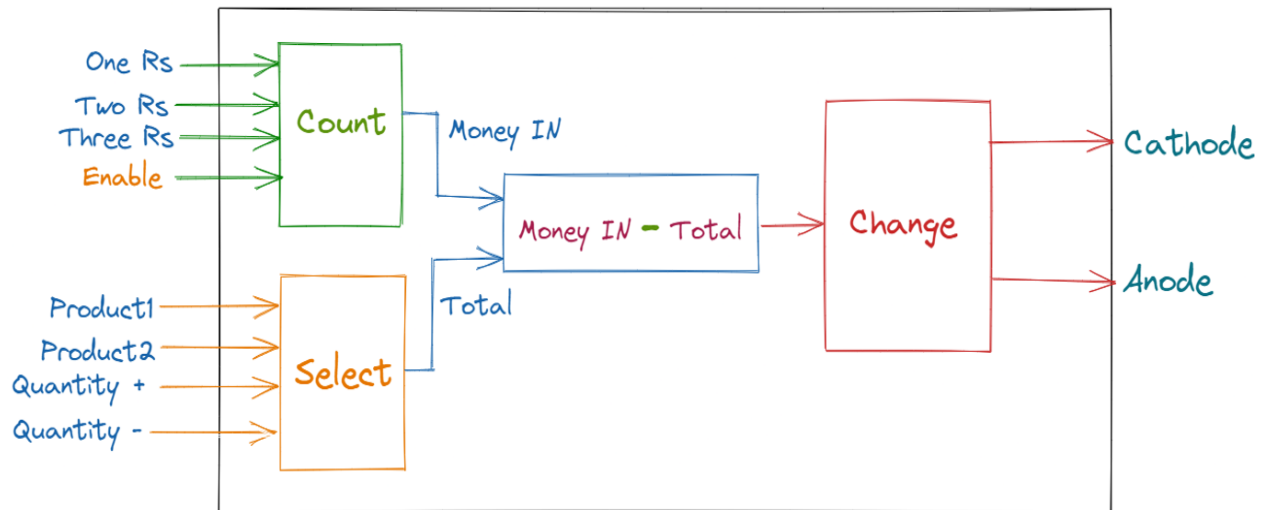 One Rs
Two Rs
Three Rs
Enable
Count
Money IN
Product1
Product2
Quantity +
Quantity -
Select
Total
Money IN - Total
Change
Cathode
Anode